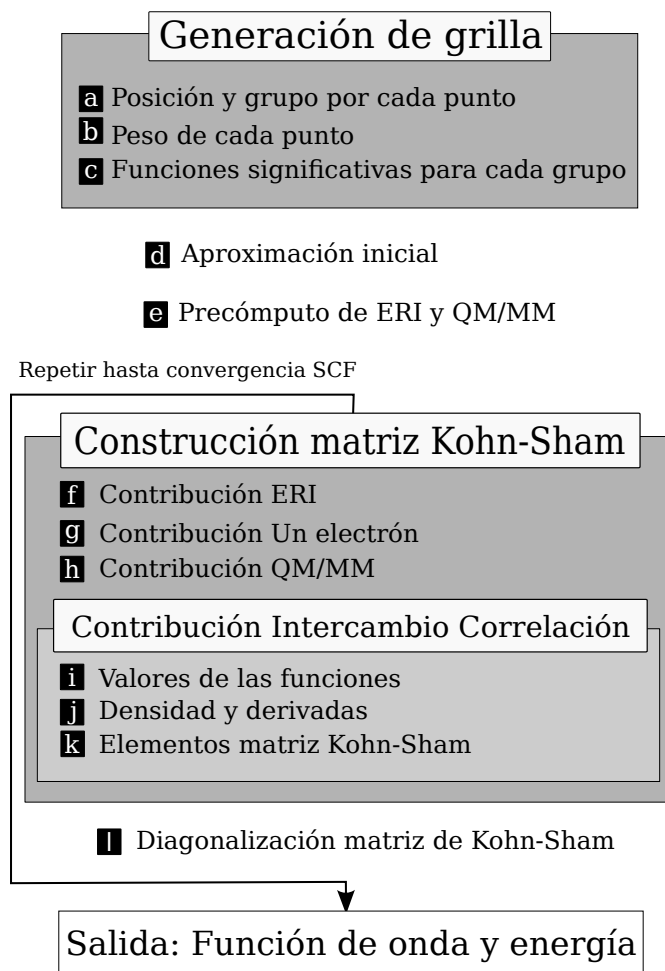 Generación de grilla
a Posición y grupo por cada punto
b Peso de cada punto
c Funciones significativas para cada grupo
d Aproximación inicial
e Precómputo de ERI y QM/MM
Repetir hasta convergencia SCF
Construcción matriz Kohn-Sham
f Contribución ERI
g Contribución Un electrón
h Contribución QM/MM
Contribución Intercambio Correlación
i Valores de las funciones
j Densidad y derivadas
k Elementos matriz Kohn-Sham
l Diagonalización matriz de Kohn-Sham
Salida: Función de onda y energía